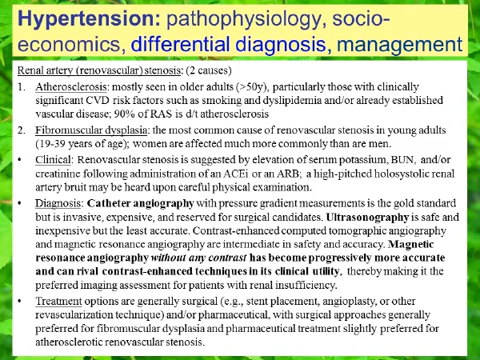 Hypertension: pathophysiology, socio-
economics, differential diagnosis, management
Renal artery (renovascular) stenosis: (2 causes)
1. Atherosclerosis: mostly seen in older adults (>50y), particularly those with clinically
significant CVD risk factors such as smoking and dyslipidemia and/or already established
vascular disease; 90% of RAS is d/t atherosclerosis
2. Fibromuscular dysplasia: the most common cause of renovascular stenosis in young adults
(19-39 years of age); women are affected much more commonly than are men.
• Clinical: Renovascular stenosis is suggested by elevation of serum potassium, BUN, and/or
creatinine following administration of an ACEi or an ARB; a high-pitched holosystolic renal
artery bruit may be heard upon careful physical examination.
• Diagnosis: Catheter angiography with pressure gradient measurements is the gold standard
but is invasive, expensive, and reserved for surgical candidates. Ultrasonography is safe and
inexpensive but the least accurate. Contrast-enhanced computed tomographic angiography
and magnetic resonance angiography are intermediate in safety and accuracy. Magnetic
resonance angiography without any contrast has become progressively more accurate
and can rival contrast-enhanced techniques in its clinical utility, thereby making it the
preferred imaging assessment for patients with renal insufficiency.
• Treatment options are generally surgical (e.g., stent placement, angioplasty, or other
revascularization technique) and/or pharmaceutical, with surgical approaches generally
preferred for fibromuscular dysplasia and pharmaceutical treatment slightly preferred for
atherosclerotic renovascular stenosis.